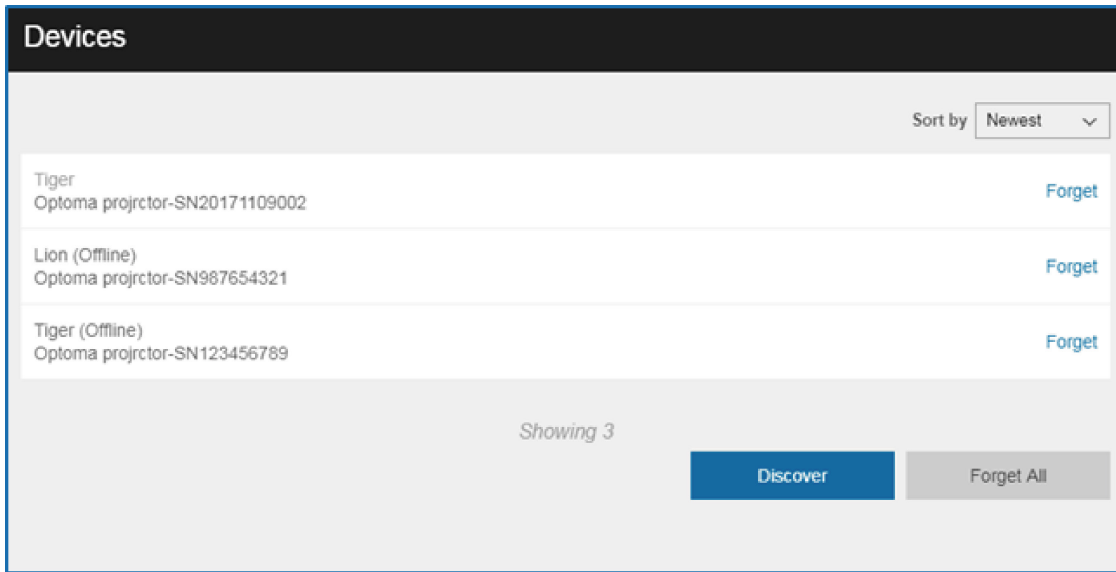 Devices
Sort by Newest
Tiger
Optoma projrctor-SN20171109002
Forget
Lion (Offline)
Optoma projrctor-SN987654321
Forget
Tiger (Offline)
Optoma projrctor-SN123456789
Forget
Showing 3
Discover
Forget All